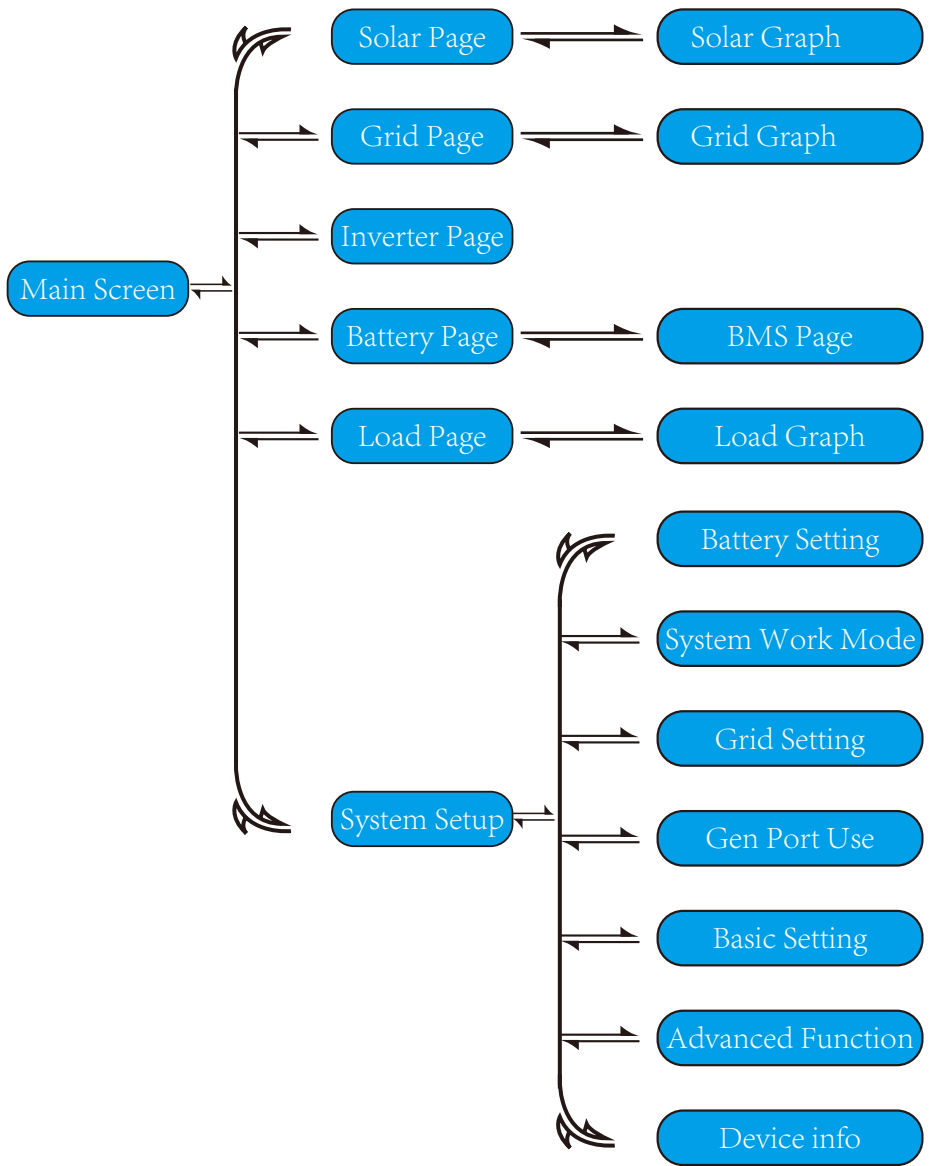 Solar Page
Solar Graph
Grid Page
Grid Graph
Inverter Page
Main Screen
Battery Page
BMS Page
Load Page
Load Graph
Battery Setting
System Work Mode
Grid Setting
System Setup
Gen Port Use
Basic Setting
Advanced Function
Device info